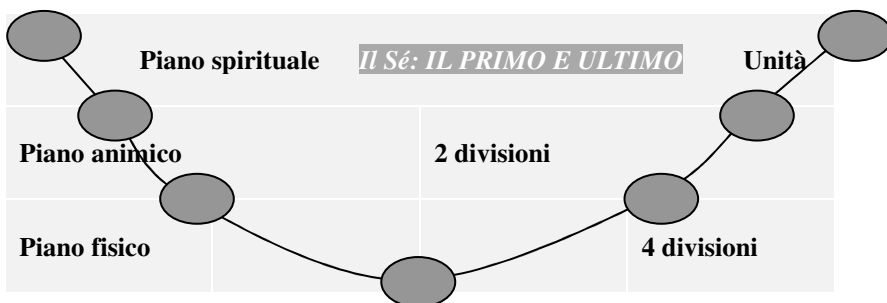 Piano spirituale Il Sé: IL PRIMO E ULTIMO Unità
Piano animico 2 divisioni
Piano fisico 4 divisioni